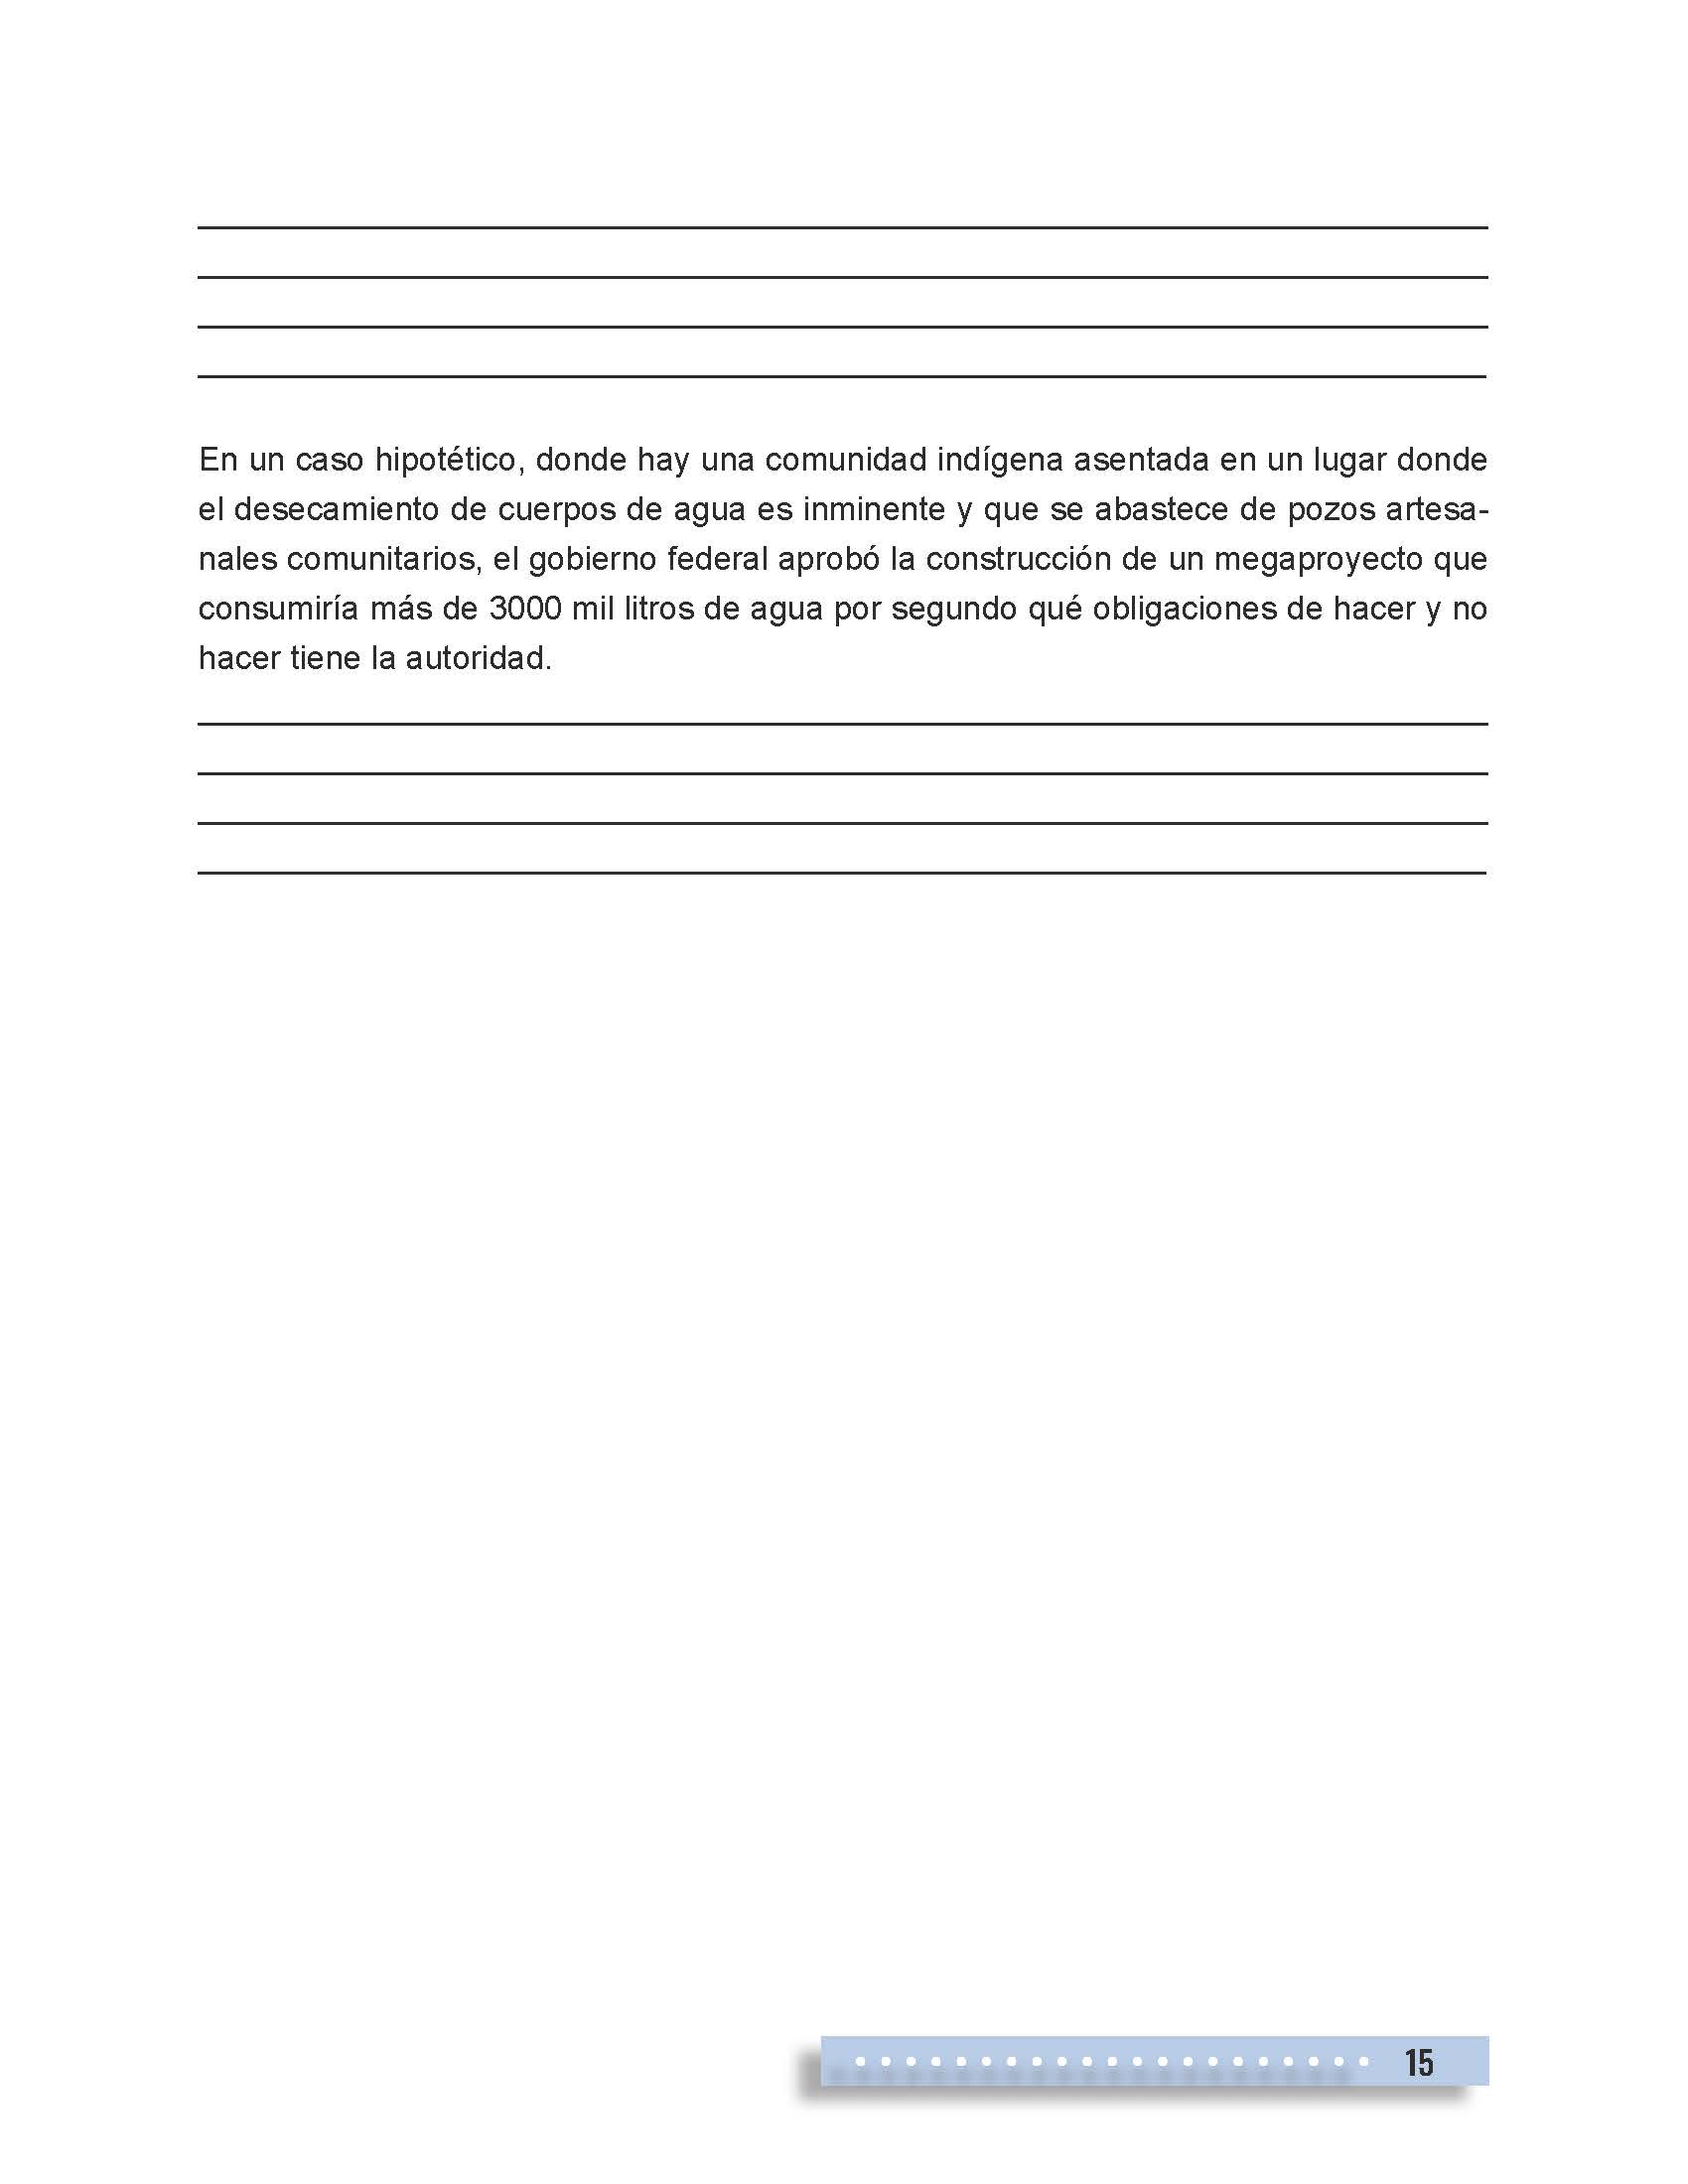 En un caso hipotético, donde hay una comunidad indígena asentada en un lugar donde
el desecamiento de cuerpos de agua es inminente y que se abastece de pozos artesa-
nales comunitarios, el gobierno federal aprobó la construcción de un megaproyecto que
consumiría más de 3000 mil litros de agua por segundo qué obligaciones de hacer y no
hacer tiene la autoridad.
15